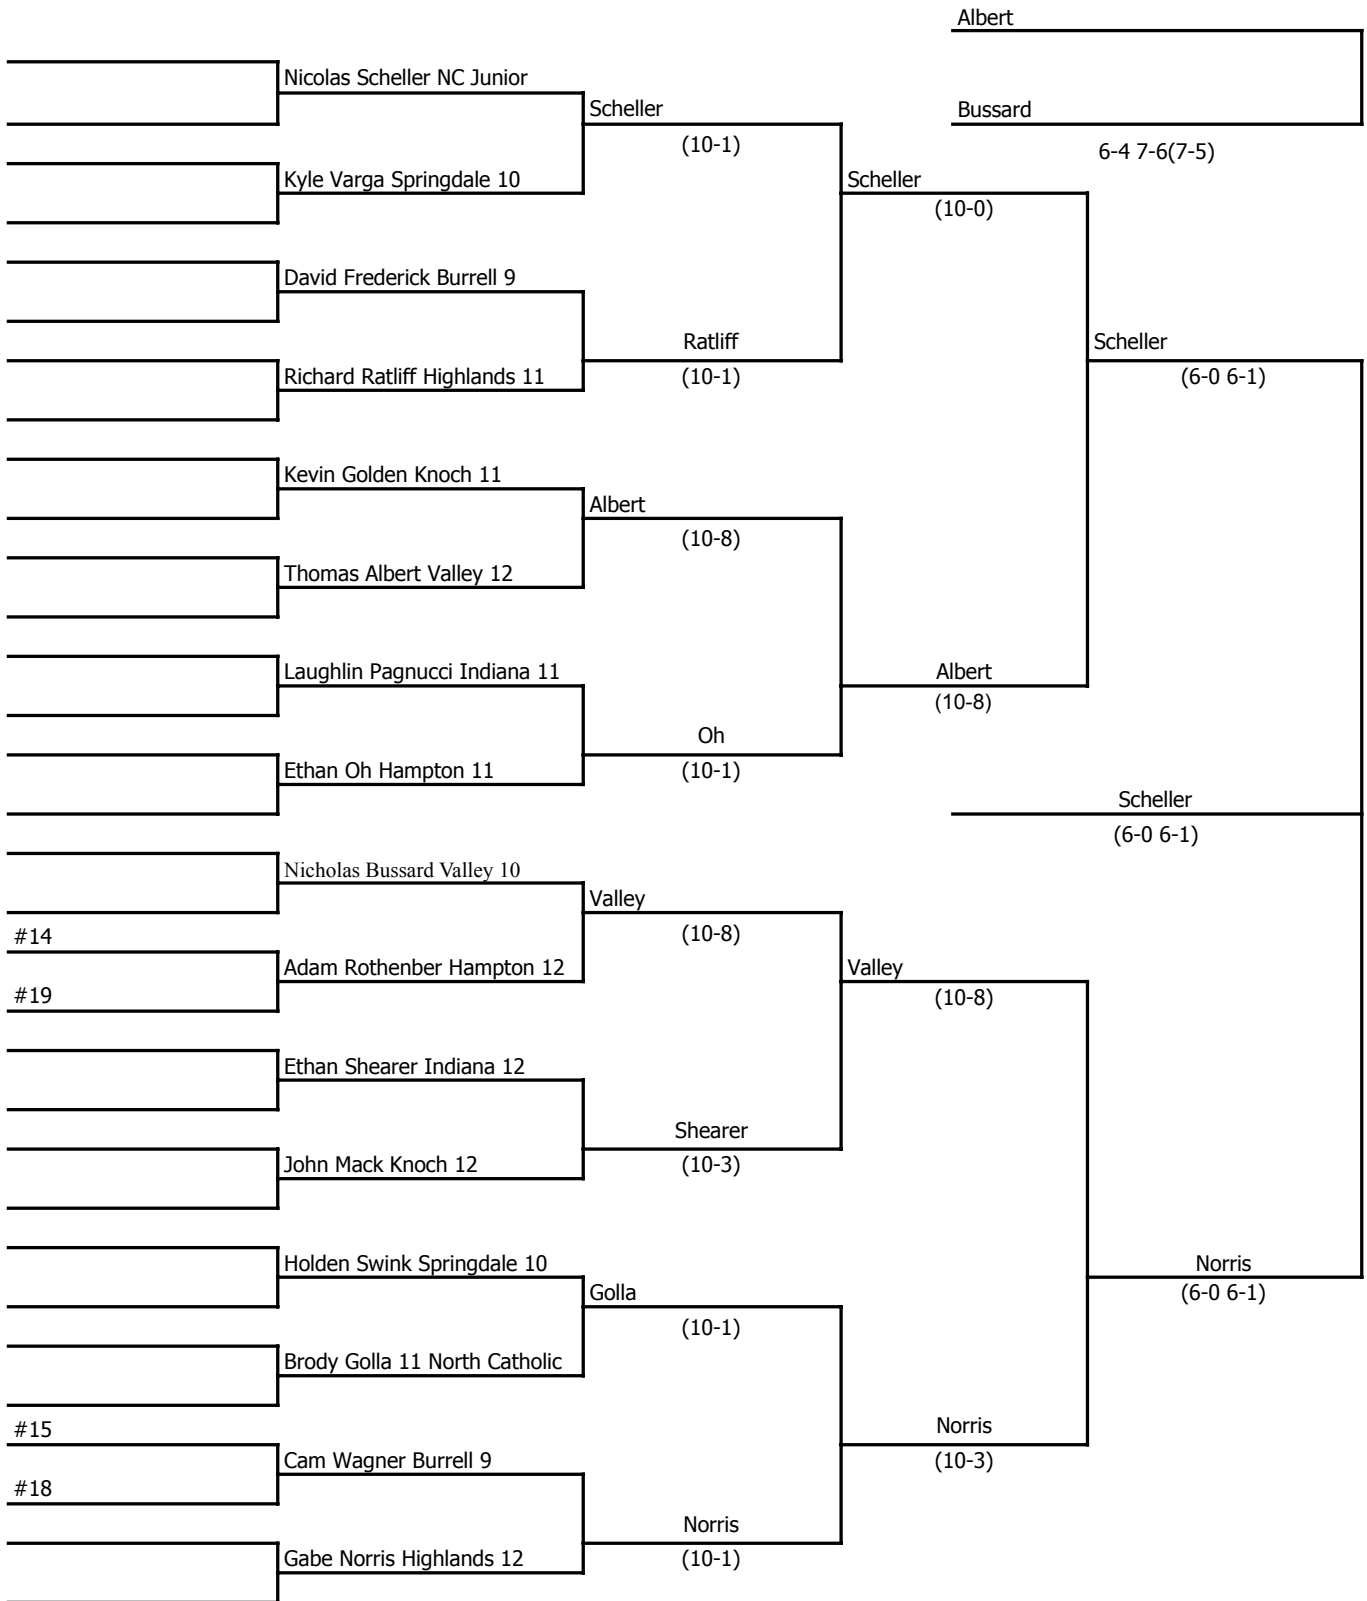 Albert
Nicolas Scheller NC Junior
Scheller
Bussard
(10-1)
6-4 7-6(7-5)
Kyle Varga Springdale 10
Scheller
(10-0)
David Frederick Burrell 9
Ratliff
Scheller
Richard Ratliff Highlands 11
(10-1)
(6-0 6-1)
Kevin Golden Knoch 11
Albert
(10-8)
Thomas Albert Valley 12
Laughlin Pagnucci Indiana 11
Albert
(10-8)
Oh
Ethan Oh Hampton 11
(10-1)
Scheller
(6-0 6-1)
Nicholas Bussard Valley 10
Valley
#14
(10-8)
Adam Rothenber Hampton 12
Valley
#19
(10-8)
Ethan Shearer Indiana 12
Shearer
John Mack Knoch 12
(10-3)
Holden Swink Springdale 10
Norris
Golla
(6-0 6-1)
(10-1)
Brody Golla 11 North Catholic
#15
Norris
Cam Wagner Burrell 9
(10-3)
#18
Norris
Gabe Norris Highlands 12
(10-1)